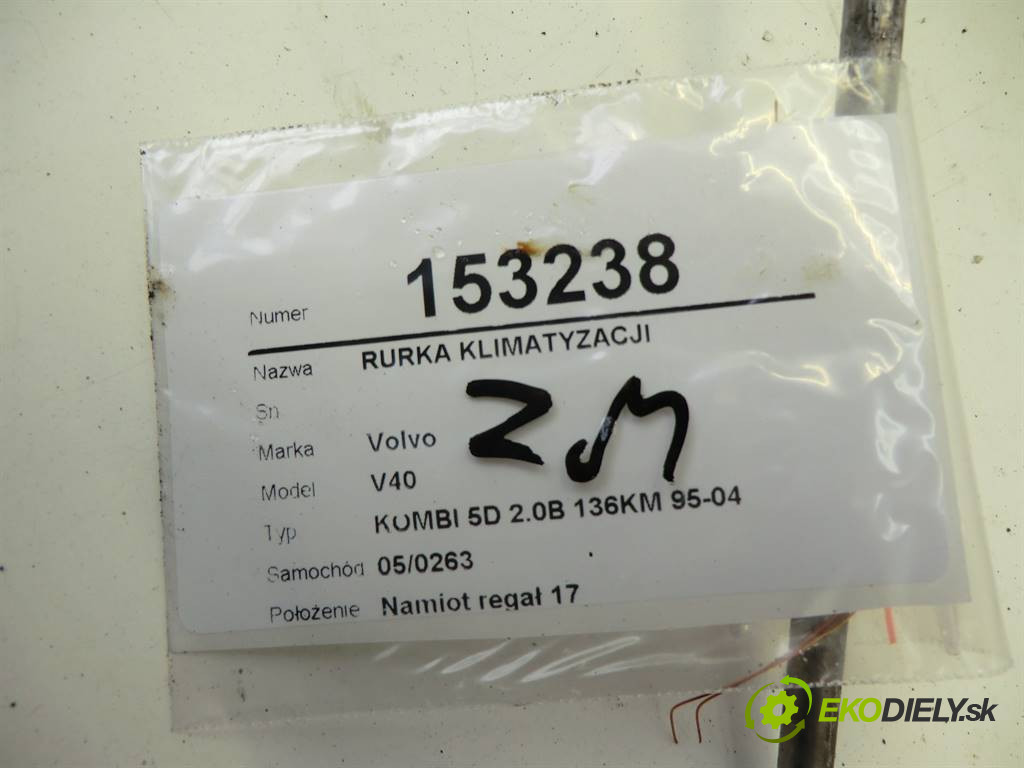 Numer 153238
Nazwa RURKA KLIMATYZACJI
Sn
Marka Volvo
Model V40
Typ KOMBI 5D 2.0B 136KM 95-04
Samochód 05/0263
Położenie Namiot regał 17
EKODIELY.sk